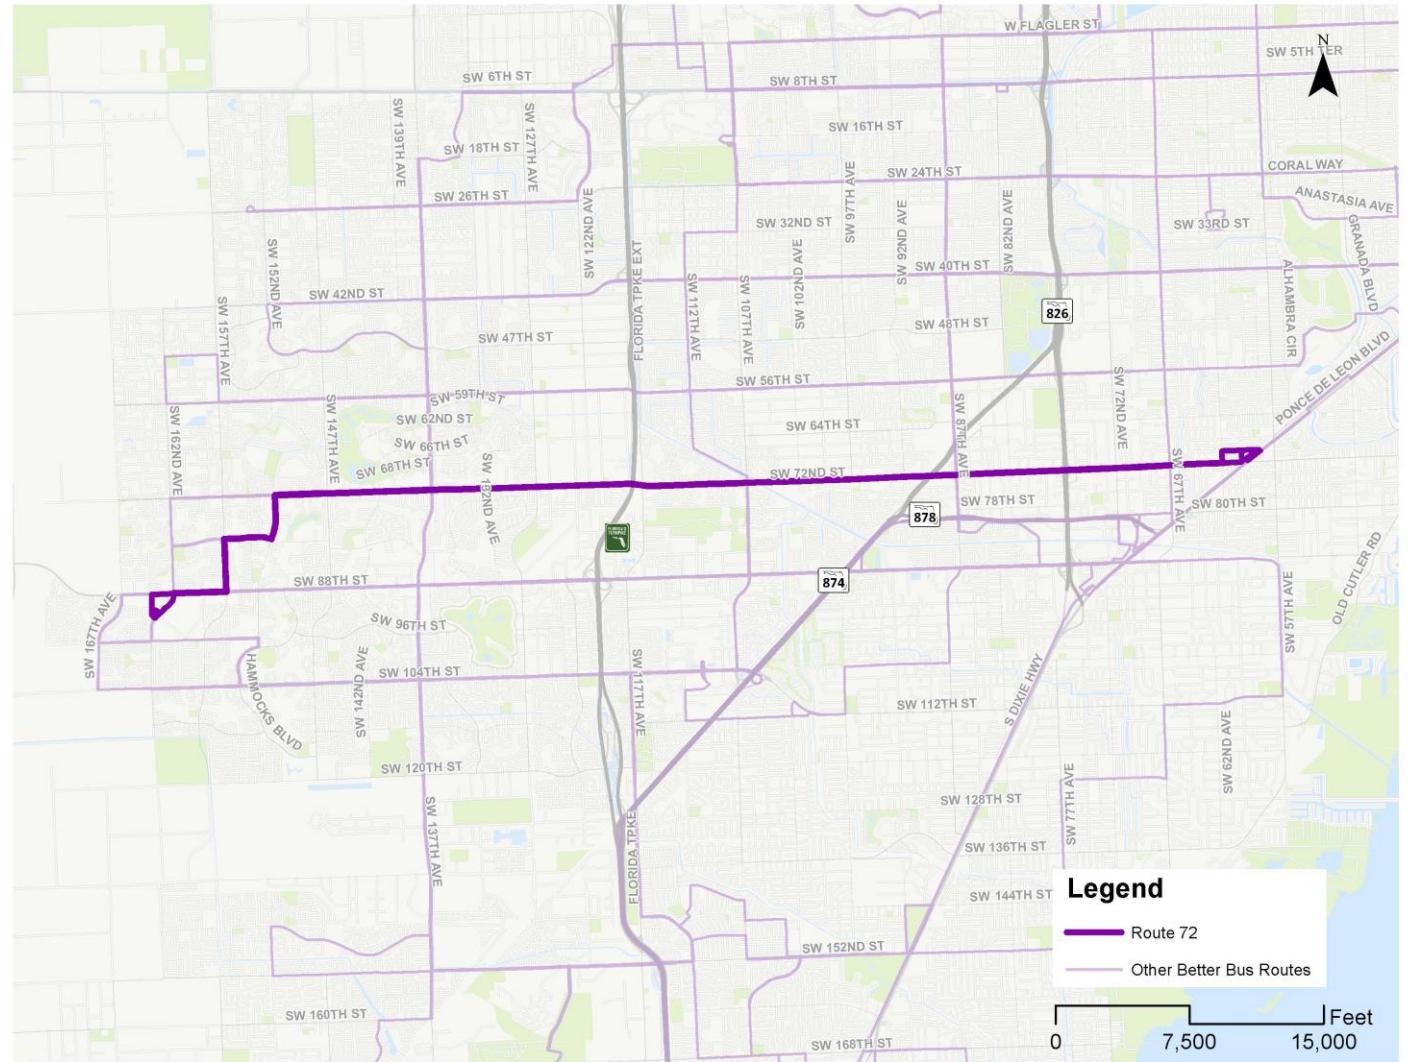 W FLAGLER ST
N
SW 5TH TER
SW 6TH ST
SW 8TH ST
SW 139TH AVE
SW 127TH AVE
SW 16TH ST
SW 18TH ST
CORAL WAY
SW 24TH ST
SW 97TH AVE
SW 26TH ST
SW 122ND AVE
SW 92ND AVE
SW 82ND AVE
ANASTASIA AVE
SW 32ND ST
SW 33RD ST
GRANADA BLVD
SW 152ND AVE
FLORIDA TPKE EXT
SW 102ND AVE
SW 40TH ST
ALHAMBRA CIR
SW 42ND ST
SW 157TH AVE
SW 112TH AVE
SW 107TH AVE
826
SW 48TH ST
SW 47TH ST
PONCE DE LEON BLVD
SW 56TH ST
SW 72ND AVE
SW 59TH ST
SW 162ND AVE
SW 147TH AVE
SW 62ND ST
SW 64TH ST
SW 87TH AVE
SW 66TH ST
SW 68TH ST
SW 72ND ST
SW 132ND AVE
SW 67TH AVE
SW 78TH ST
SW 80TH ST
878
SW 88TH ST
874
OLD CUTLER RD
SW 57TH AVE
SW 167TH AVE
SW 96TH ST
HAMMOCKS BLVD
SW 142ND AVE
SW 104TH ST
SW 117TH AVE
S DIXIE HWY
SW 112TH ST
SW 62ND AVE
SW 120TH ST
SW 77TH AVE
SW 128TH ST
SW 137TH AVE
FLORIDA TPKE
SW 136TH ST
SW 144TH ST
SW 152ND ST
SW 160TH ST
SW 168TH ST
Legend
Route 72
Other Better Bus Routes
Feet
0 7,500 15,000